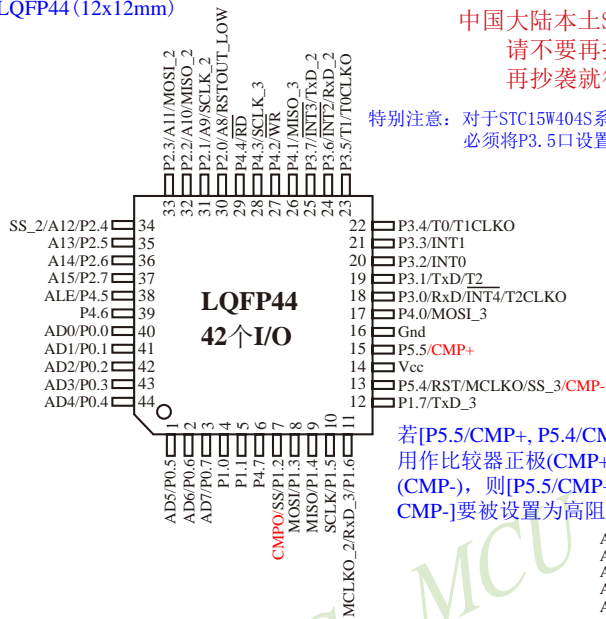 LQFP44(12x12mm)
中国大陆本土S
请不要再
再抄袭就
特别注意：对于STC15W404S系
必须将P3.5口设置
P2.3/A11/MOSI_2
P2.2/A10/MISO_2
P2.1/A9/SCLK_2
P2.0/A8/RSTOUT_LOW
P4.4/RD
P4.3/SCLK_3
P4.2/WR
P4.1/MISO_3
P3.7/INT3/TxD_2
P3.6/INT2/RxD_2
P3.5/T1/T0CLKO
33 32 31 30 29 28 27 26 25 24 23
SS_2/A12/P2.4 34
A13/P2.5 35
A14/P2.6 36
A15/P2.7 37
ALE/P4.5 38
P4.6 39
AD0/P0.0 40
AD1/P0.1 41
AD2/P0.2 42
AD3/P0.3 43
AD4/P0.4 44
LQFP44
42个I/O
22 P3.4/T0/T1CLKO
21 P3.3/INT1
20 P3.2/INT0
19 P3.1/TxD/T2
18 P3.0/RxD/INT4/T2CLKO
17 P4.0/MOSI_3
16 Gnd
15 P5.5/CMP+
14 Vcc
13 P5.4/RST/MCLKO/SS_3/CMP-
12 P1.7/TxD_3
1 2 3 4 5 6 7 8 9 10 11
AD5/P0.5
AD6/P0.6
AD7/P0.7
P1.0
P1.1
P4.7
CMPO/SS/P1.2
MOSI/P1.3
MISO/P1.4
SCLK/P1.5
MCLKO_2/RxD_3/P1.6
若[P5.5/CMP+, P5.4/CM
用作比较器正极(CMP+
(CMP-)，则[P5.5/CMP-
CMP-]要被设置为高阻
A
A
A
A
A
MCU